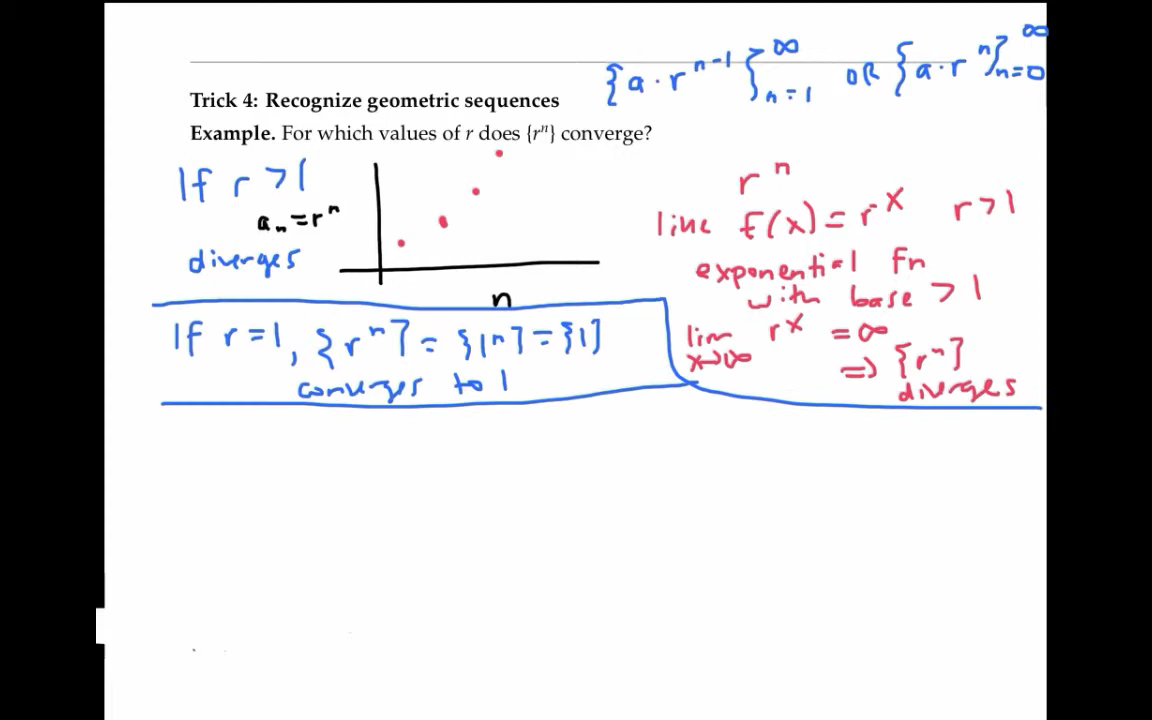 {a · r^{n-1}}_{n=1}^{∞} OR {a · r^n}_{n=0}^{∞}
Trick 4: Recognize geometric sequences
Example. For which values of r does {r^n} converge?
If r > 1
a_n = r^n
diverges
n
r^n
like f(x) = r^x r > 1
exponential fn
with base > 1
lim_{x→∞} r^x = ∞
⇒ {r^n}
diverges
If r = 1, {r^n} = {1^n} = {1}
converges to 1